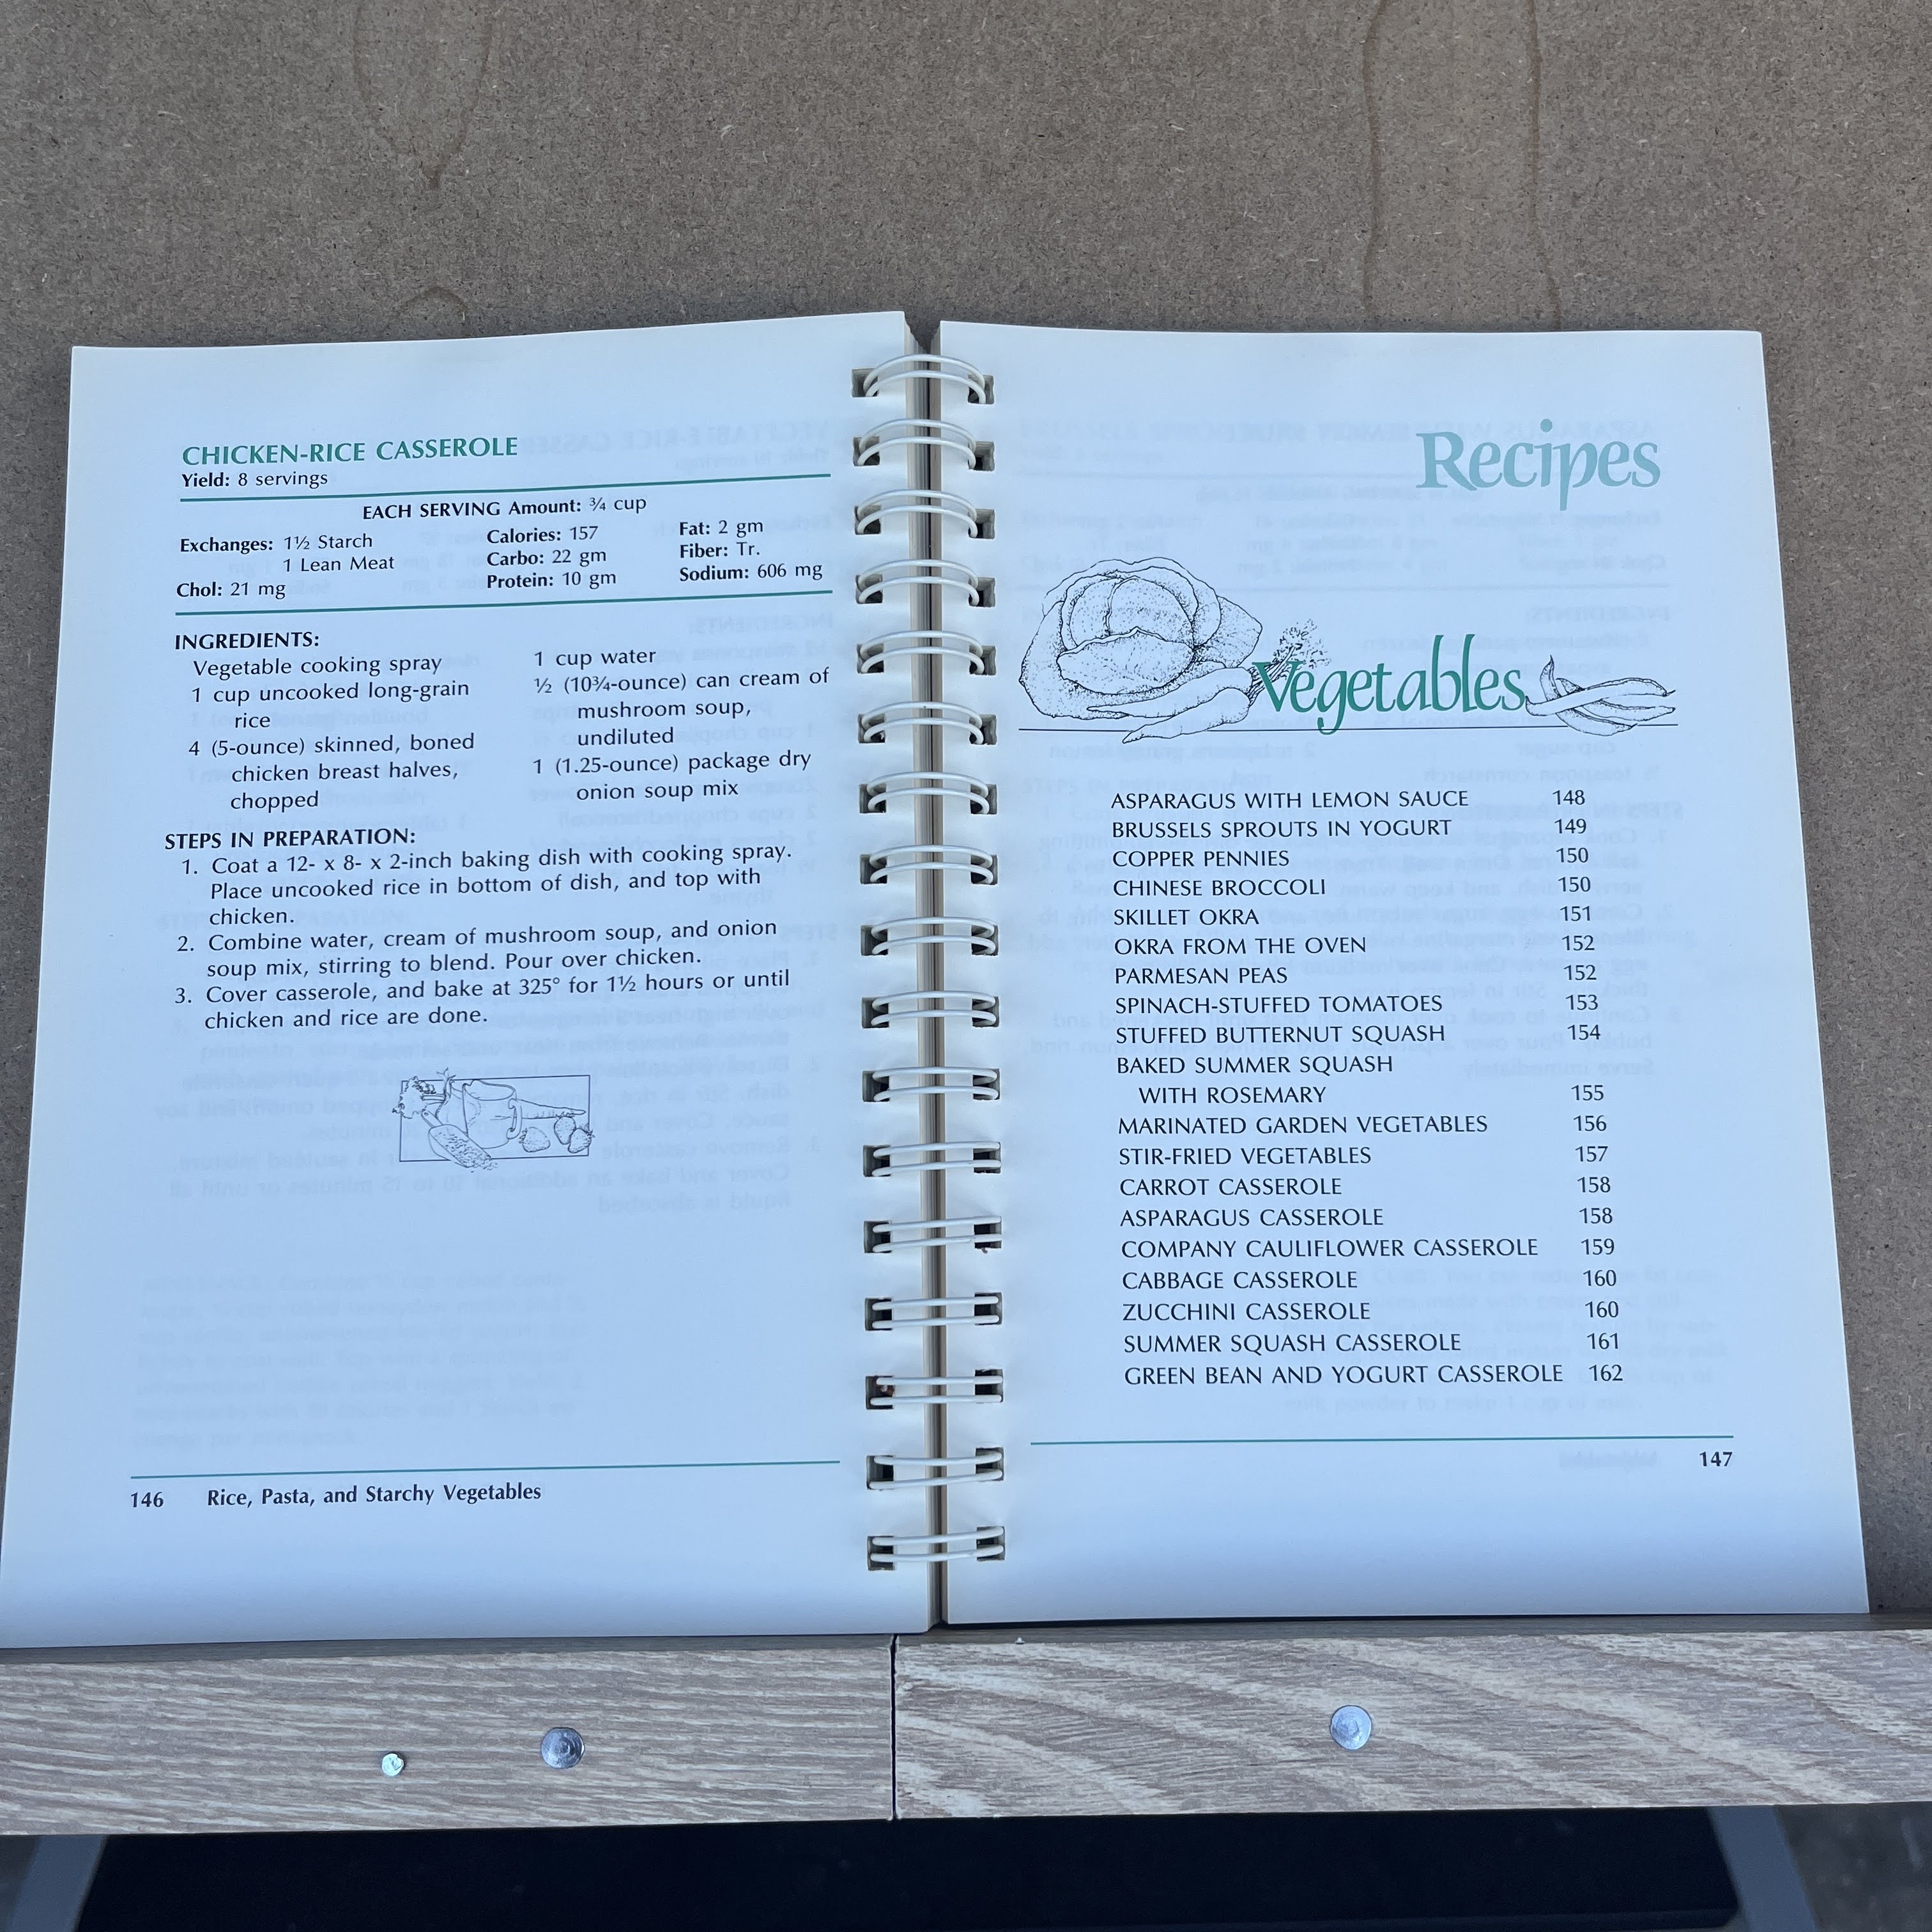 CHICKEN-RICE CASSEROLE
Yield: 8 servings
EACH SERVING Amount: ¾ cup
Exchanges: 1½ Starch
1 Lean Meat
Chol: 21 mg
Calories: 157
Carbo: 22 gm
Protein: 10 gm
Fat: 2 gm
Fiber: Tr.
Sodium: 606 mg
INGREDIENTS:
Vegetable cooking spray
1 cup uncooked long-grain
rice
4 (5-ounce) skinned, boned
chicken breast halves,
chopped
1 cup water
½ (10¾-ounce) can cream of
mushroom soup,
undiluted
1 (1.25-ounce) package dry
onion soup mix
STEPS IN PREPARATION:
1. Coat a 12- x 8- x 2-inch baking dish with cooking spray.
Place uncooked rice in bottom of dish, and top with
chicken.
2. Combine water, cream of mushroom soup, and onion
soup mix, stirring to blend. Pour over chicken.
3. Cover casserole, and bake at 325° for 1½ hours or until
chicken and rice are done.
146 Rice, Pasta, and Starchy Vegetables
Recipes
Vegetables
ASPARAGUS WITH LEMON SAUCE 148
BRUSSELS SPROUTS IN YOGURT 149
COPPER PENNIES 150
CHINESE BROCCOLI 150
SKILLET OKRA 151
OKRA FROM THE OVEN 152
PARMESAN PEAS 152
SPINACH-STUFFED TOMATOES 153
STUFFED BUTTERNUT SQUASH 154
BAKED SUMMER SQUASH
WITH ROSEMARY 155
MARINATED GARDEN VEGETABLES 156
STIR-FRIED VEGETABLES 157
CARROT CASSEROLE 158
ASPARAGUS CASSEROLE 158
COMPANY CAULIFLOWER CASSEROLE 159
CABBAGE CASSEROLE 160
ZUCCHINI CASSEROLE 160
SUMMER SQUASH CASSEROLE 161
GREEN BEAN AND YOGURT CASSEROLE 162
147